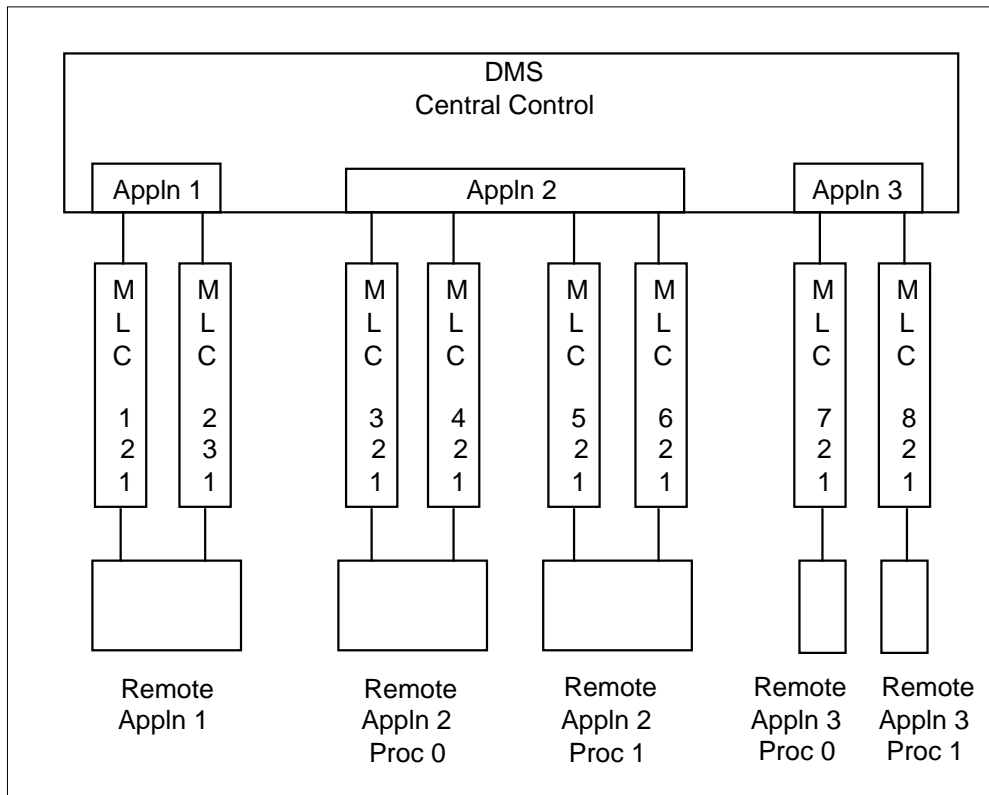 DMS
Central Control
Appln 1
Appln 2
Appln 3
M
L
C
1
2
1
M
L
C
2
3
1
M
L
C
3
2
1
M
L
C
4
2
1
M
L
C
5
2
1
M
L
C
6
2
1
M
L
C
7
2
1
M
L
C
8
2
1
Remote
Appln 1
Remote
Appln 2
Proc 0
Remote
Appln 2
Proc 1
Remote
Appln 3
Proc 0
Remote
Appln 3
Proc 1